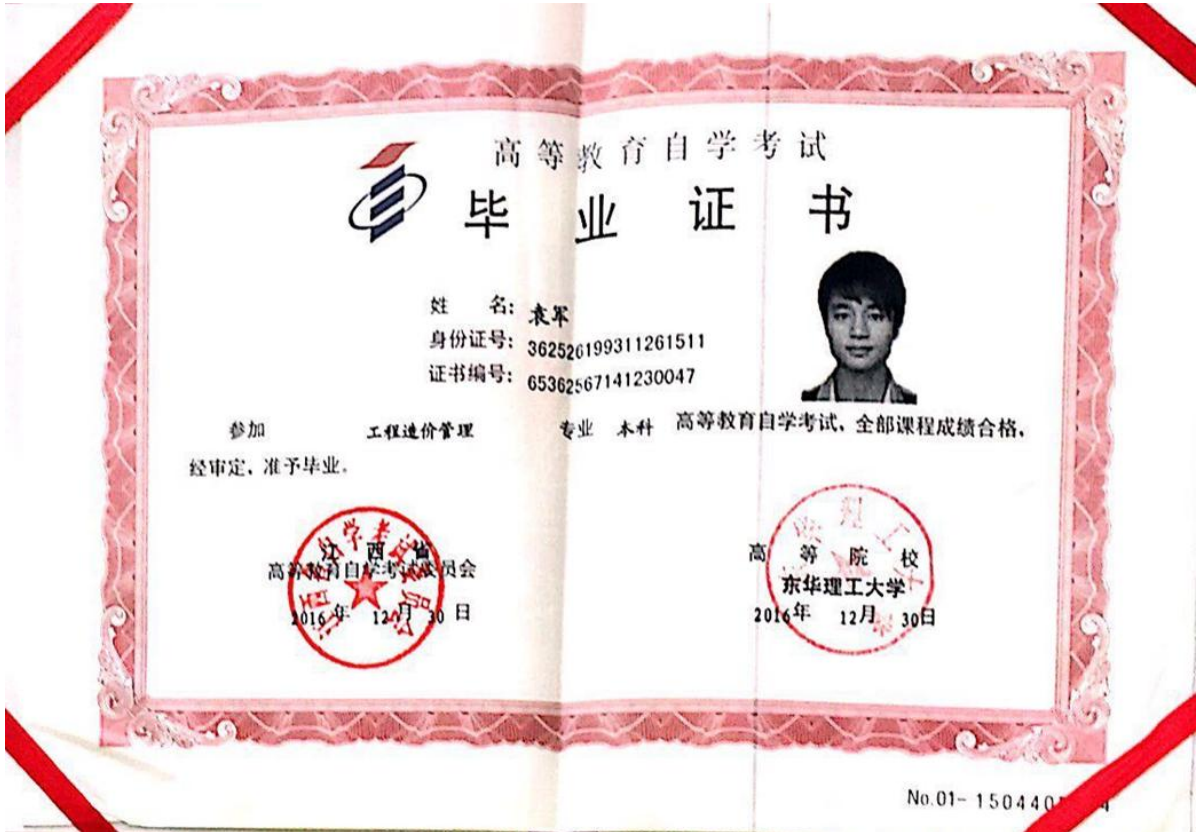 高等教育自学考试
毕业证书
姓 名: 袁军
身份证号: 362526199311261511
证书编号: 65362567141230047
参加 工程造价管理 专业 本科 高等教育自学考试，全部课程成绩合格，
经审定，准予毕业。
江西省
高等教育自学考试委员会
2016年 12月 30日
高等院校
东华理工大学
2016年 12月 30日
No.01-150440